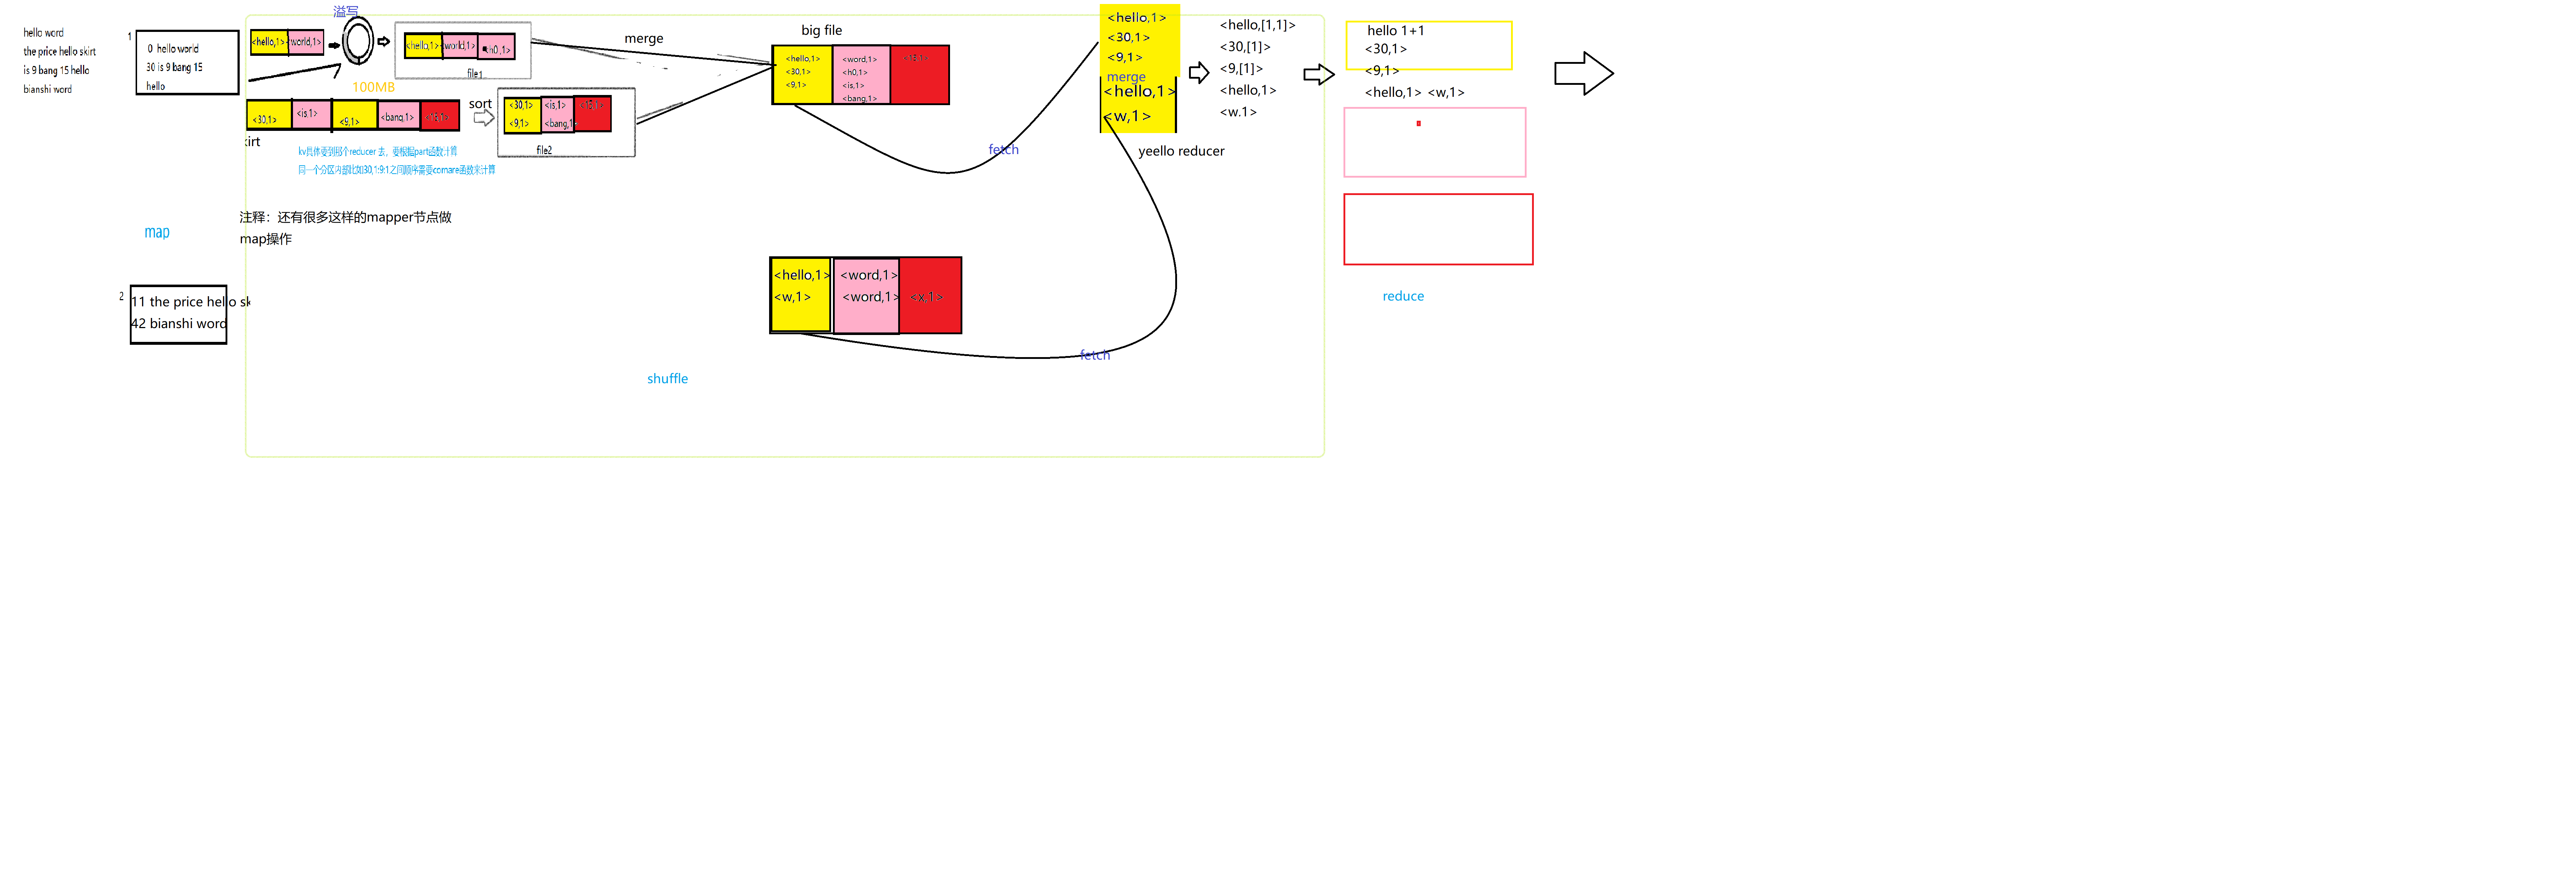 hello word
the price hello skirt
is 9 bang 15 hello
bianshi word
1
0 hello world
30 is 9 bang 15
hello
溢写
<hello,1>
<world,1>
100MB
<hello,1>
<world,1>
<h0,1>
file1
<30,1>
<is,1>
<9,1>
<bang,1>
<15,1>
kirt
sort
<30,1>
<is,1>
<15,1>
<9,1>
<bang,1>
file2
kv具体要到那个reducer 去，要根据part函数计算
同一个分区内部比如30,1:9:1之间顺序需要comare函数来计算
注释：还有很多这样的mapper节点做
map操作
map
2
11 the price hello sk
42 bianshi word
merge
big file
<hello,1>
<30,1>
<9,1>
<word,1>
<h0,1>
<is,1>
<bang,1>
<15,1>
<hello,1>
<w,1>
<word,1>
<word,1>
<x,1>
shuffle
fetch
fetch
<hello,1>
<30,1>
<9,1>
merge
<hello,1>
<w,1>
yeello reducer
<hello,[1,1]>
<30,[1]>
<9,[1]>
<hello,1>
<w.1>
hello 1+1
<30,1>
<9,1>
<hello,1> <w,1>
reduce